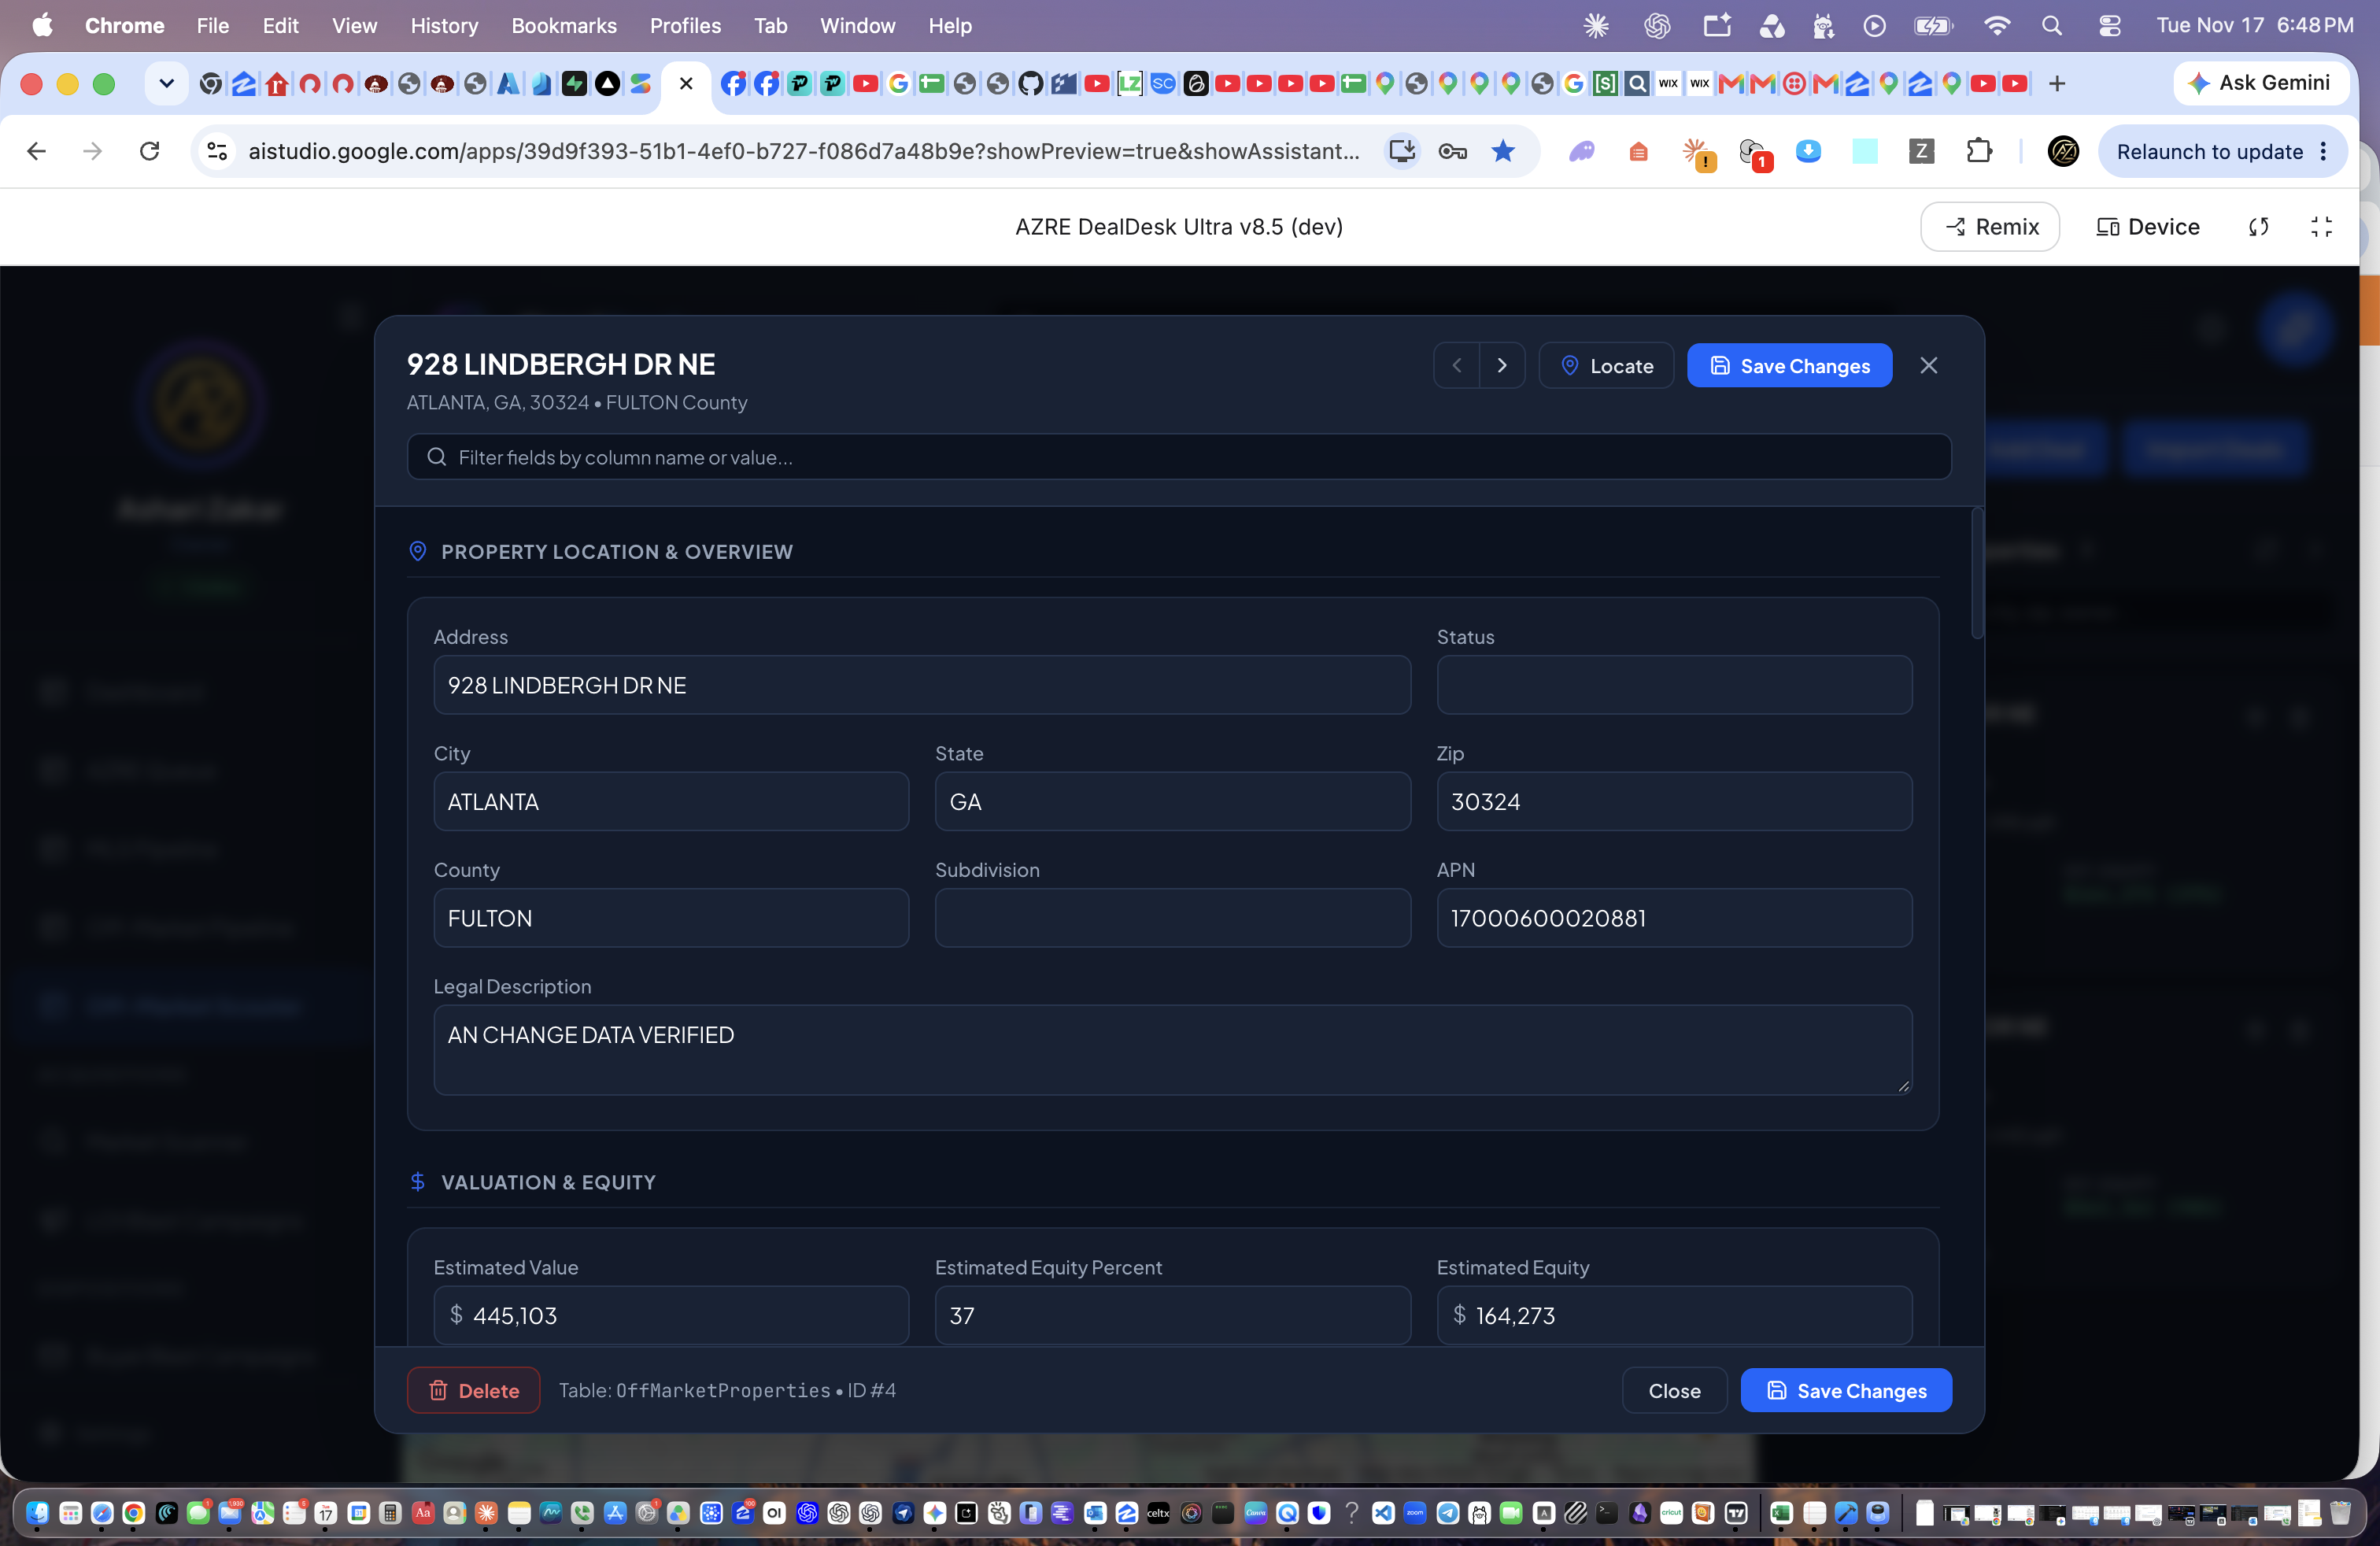 Chrome File Edit View History Bookmarks Profiles Tab Window Help
Tue Nov 17 6:48 PM
Ask Gemini
aistudio.google.com/apps/39d9f393-51b1-4ef0-b727-f086d7a48b9e?showPreview=true&showAssistant...
Relaunch to update
AZRE DealDesk Ultra v8.5 (dev)
Remix
Device
928 LINDBERGH DR NE
Locate
Save Changes
ATLANTA, GA, 30324 • FULTON County
Filter fields by column name or value...
PROPERTY LOCATION & OVERVIEW
Address
Status
928 LINDBERGH DR NE
City
State
Zip
ATLANTA
GA
30324
County
Subdivision
APN
FULTON
17000600020881
Legal Description
AN CHANGE DATA VERIFIED
VALUATION & EQUITY
Estimated Value
Estimated Equity Percent
Estimated Equity
$ 445,103
37
$ 164,273
Delete
Table: OffMarketProperties • ID #4
Close
Save Changes